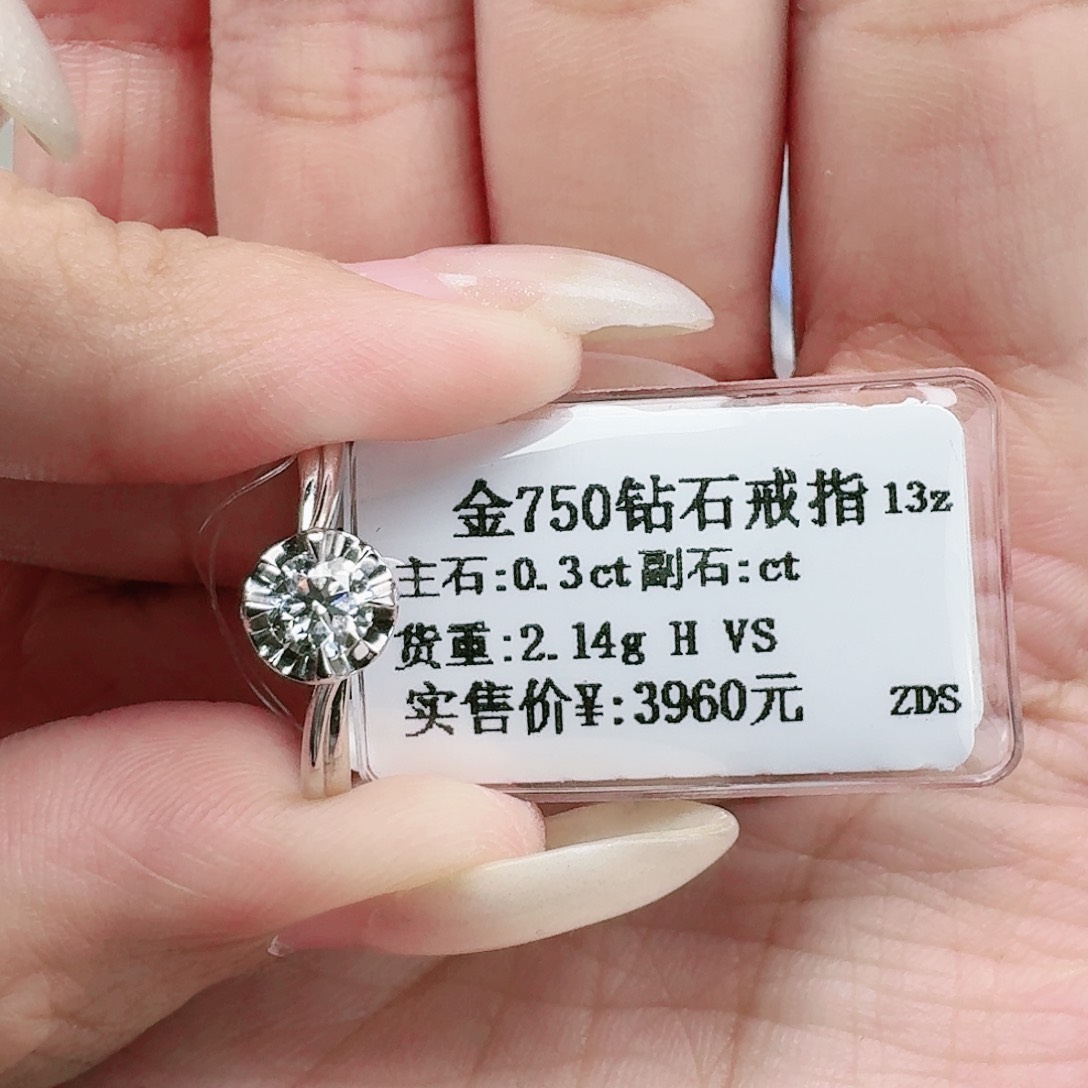 金750钻石戒指 13z
主石:0.3ct副石:ct
货重:2.14g H VS
实售价¥:3960元 ZDS